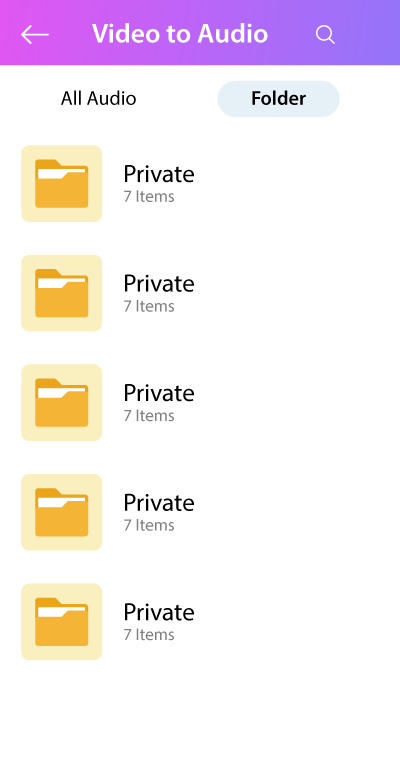 Video to Audio
All Audio
Folder
Private
7 Items
Private
7 Items
Private
7 Items
Private
7 Items
Private
7 Items